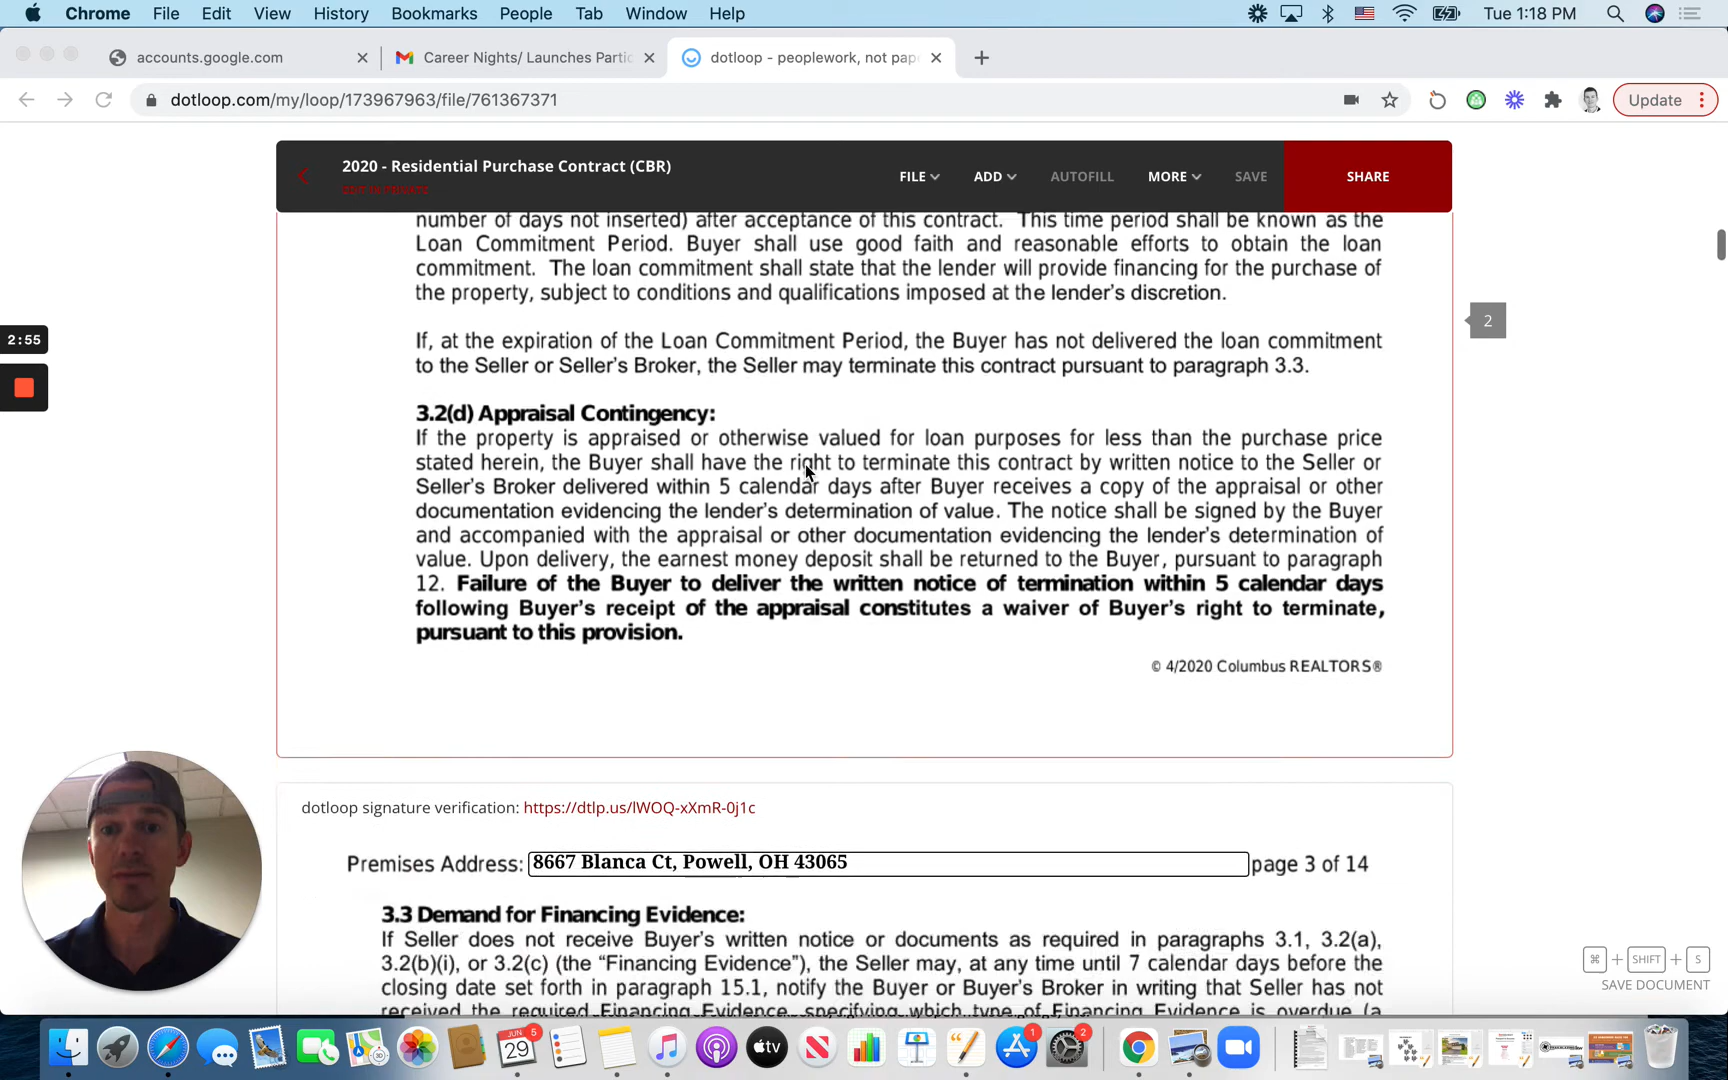 Chrome File Edit View History Bookmarks People Tab Window Help Tue 1:18 PM
accounts.google.com Career Nights/ Launches Partic dotloop - peoplework, not pap
dotloop.com/my/loop/173967963/file/761367371 Update
2020 - Residential Purchase Contract (CBR)
FILE ADD AUTOFILL MORE SAVE SHARE
number of days not inserted) after acceptance of this contract. This time period shall be known as the
Loan Commitment Period. Buyer shall use good faith and reasonable efforts to obtain the loan
commitment. The loan commitment shall state that the lender will provide financing for the purchase of
the property, subject to conditions and qualifications imposed at the lender's discretion.
2
2:55
If, at the expiration of the Loan Commitment Period, the Buyer has not delivered the loan commitment
to the Seller or Seller's Broker, the Seller may terminate this contract pursuant to paragraph 3.3.
3.2(d) Appraisal Contingency:
If the property is appraised or otherwise valued for loan purposes for less than the purchase price
stated herein, the Buyer shall have the right to terminate this contract by written notice to the Seller or
Seller's Broker delivered within 5 calendar days after Buyer receives a copy of the appraisal or other
documentation evidencing the lender's determination of value. The notice shall be signed by the Buyer
and accompanied with the appraisal or other documentation evidencing the lender's determination of
value. Upon delivery, the earnest money deposit shall be returned to the Buyer, pursuant to paragraph
12. Failure of the Buyer to deliver the written notice of termination within 5 calendar days
following Buyer's receipt of the appraisal constitutes a waiver of Buyer's right to terminate,
pursuant to this provision.
© 4/2020 Columbus REALTORS®
dotloop signature verification: https://dtlp.us/lWOQ-xXmR-0j1c
Premises Address: 8667 Blanca Ct, Powell, OH 43065 page 3 of 14
3.3 Demand for Financing Evidence:
If Seller does not receive Buyer's written notice or documents as required in paragraphs 3.1, 3.2(a),
3.2(b)(i), or 3.2(c) (the "Financing Evidence"), the Seller may, at any time until 7 calendar days before the
closing date set forth in paragraph 15.1, notify the Buyer or Buyer's Broker in writing that Seller has not
received the required Financing Evidence specifying which type of Financing Evidence is overdue (a
⌘ + SHIFT + S
SAVE DOCUMENT
JUN 5
29
tv
1
2